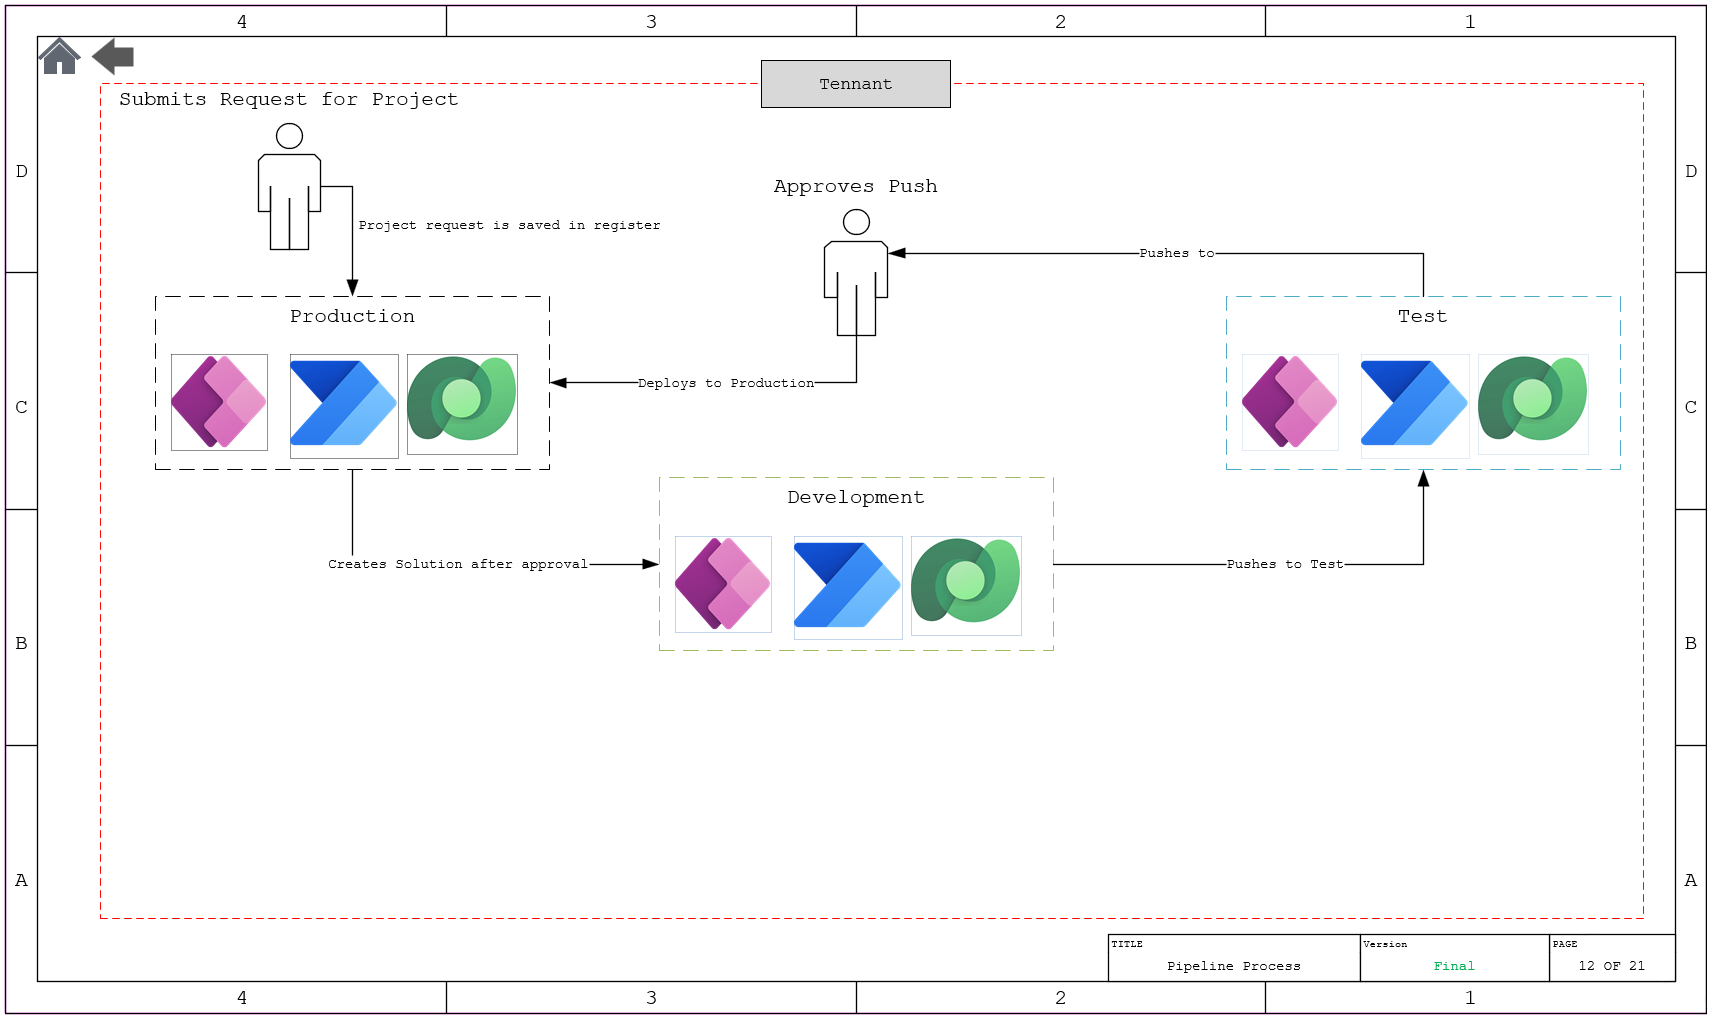 4 3 2 1
Tennant
Submits Request for Project
D D
Approves Push
Project request is saved in register
Pushes to
Production
Test
Deploys to Production
C C
Development
Creates Solution after approval
Pushes to Test
B B
A A
TITLE
Pipeline Process
Version
Final
PAGE
12 OF 21
4 3 2 1